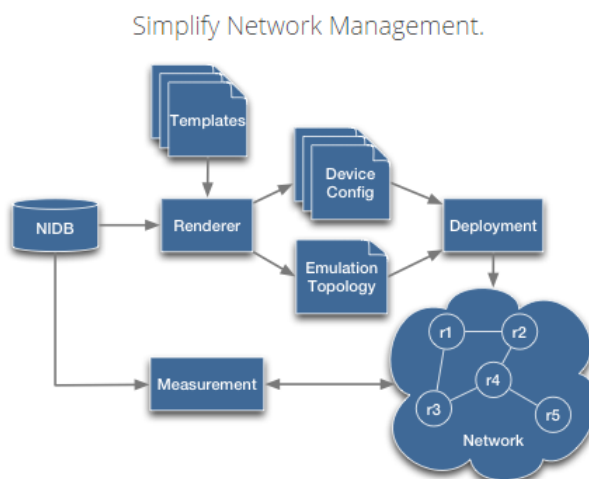 Simplify Network Management.
Templates
Device
Config
NIDB
Renderer
Deployment
Emulation
Topology
r1
r2
r4
Measurement
r3
r5
Network